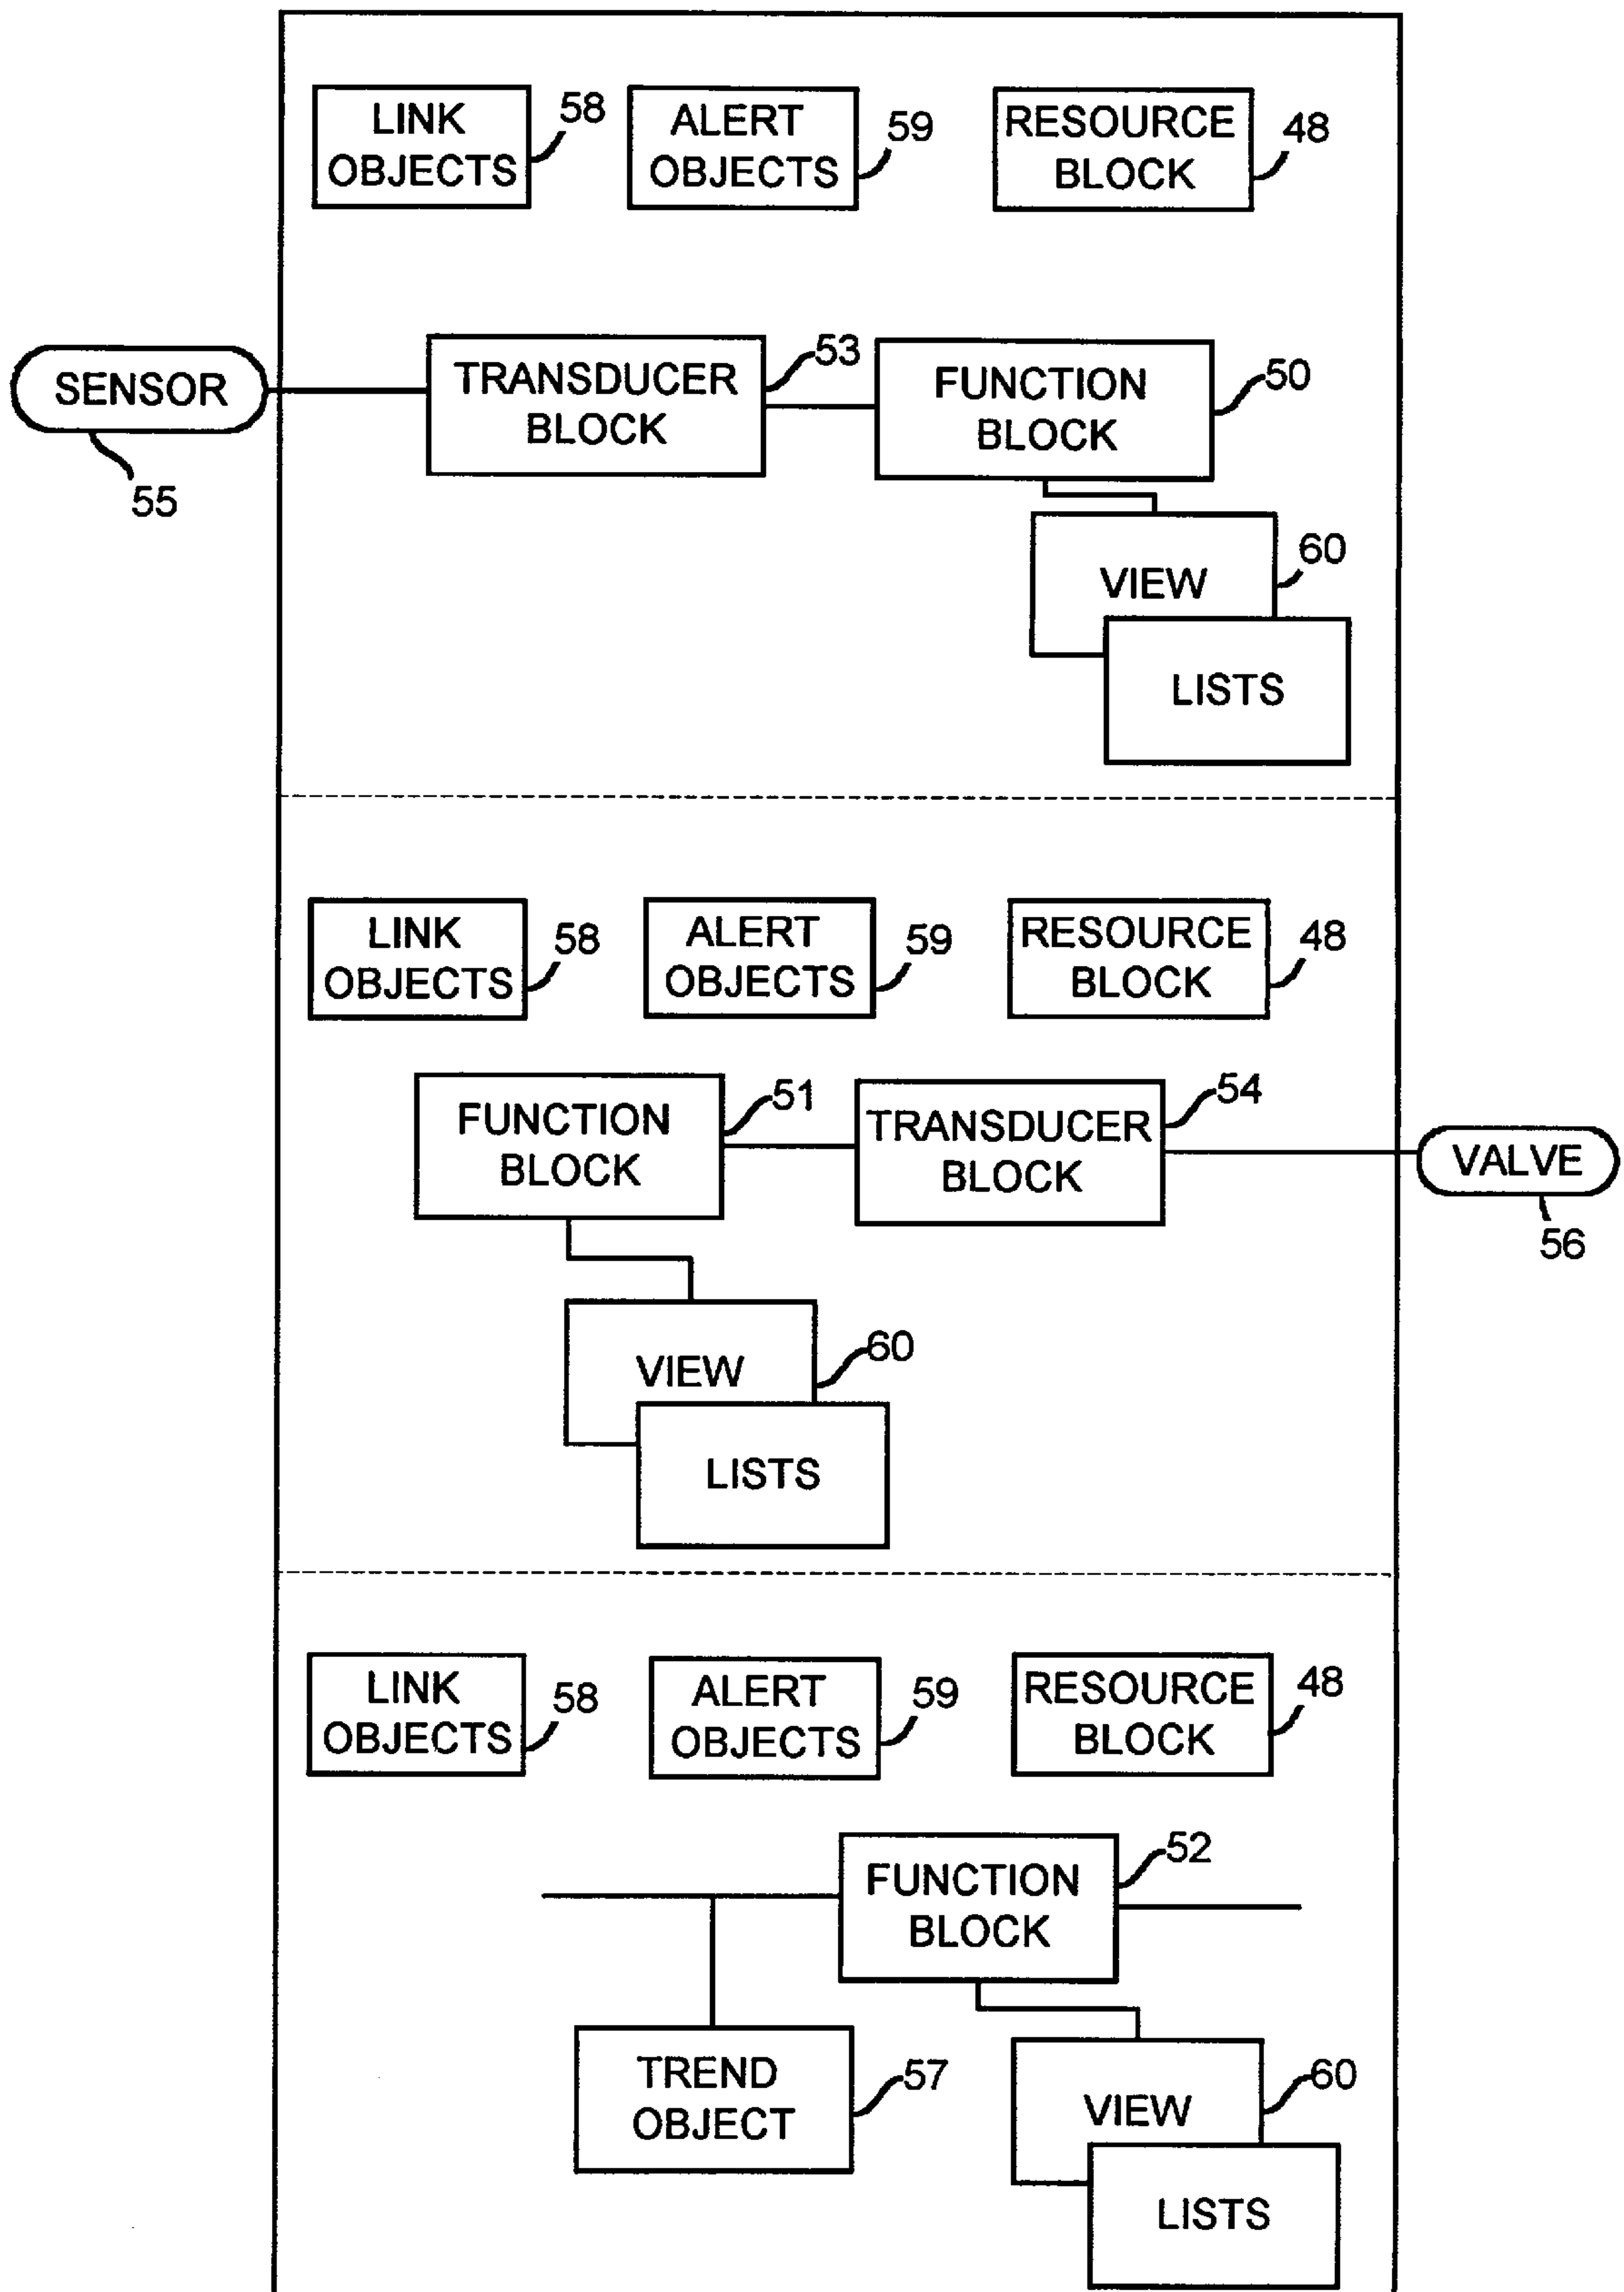 LINK
OBJECTS
58
ALERT
OBJECTS
59
RESOURCE
BLOCK
48
SENSOR
55
TRANSDUCER
BLOCK
53
FUNCTION
BLOCK
50
VIEW
60
LISTS
LINK
OBJECTS
58
ALERT
OBJECTS
59
RESOURCE
BLOCK
48
FUNCTION
BLOCK
51
TRANSDUCER
BLOCK
54
VALVE
56
VIEW
60
LISTS
LINK
OBJECTS
58
ALERT
OBJECTS
59
RESOURCE
BLOCK
48
FUNCTION
BLOCK
52
TREND
OBJECT
57
VIEW
60
LISTS